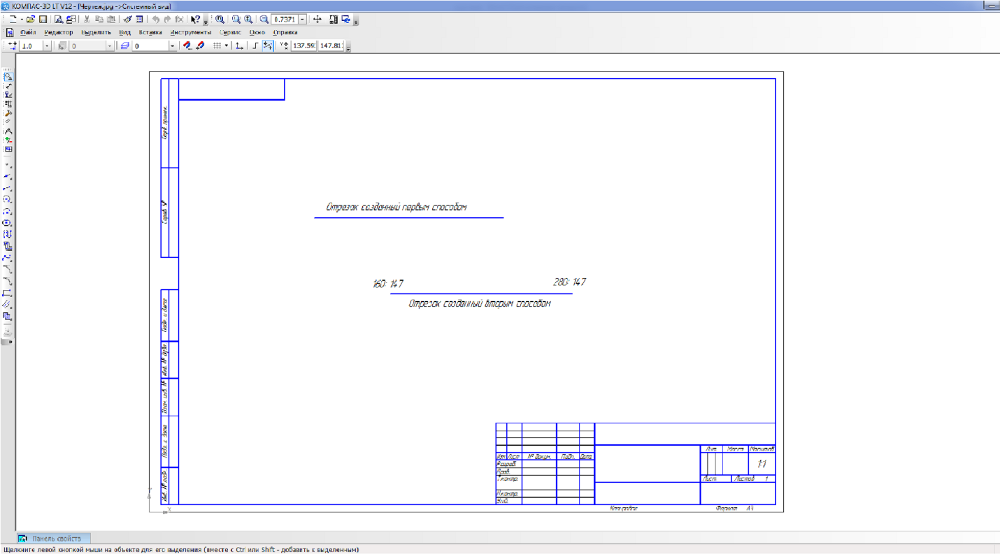 КОМПАС-3D LT V12 - [Чертеж.jpg ->Системный вид]
0.7371
Файл Редактор Выделить Вид Вставка Инструменты Сервис Окно Справка
1.0 0 0 137.59 147.81
Перв. примен.
Справ. №
Отрезок созданный первым способом
160: 147 280: 147
Отрезок созданный вторым способом
Подп. и дата
Инв. № дубл.
Взам. инв. №
Подп. и дата
Инв. № подл.
Лит. Масса Масштаб
Изм. Лист № докум. Подп. Дата
Разраб.
1:1
Пров.
Т.контр.
Лист Листов 1
Н.контр.
Утв.
Копировал Формат A3
Y
X
Панель свойств
Щелкните левой кнопкой мыши на объекте для его выделения (вместе с Ctrl или Shift - добавить к выделенным)